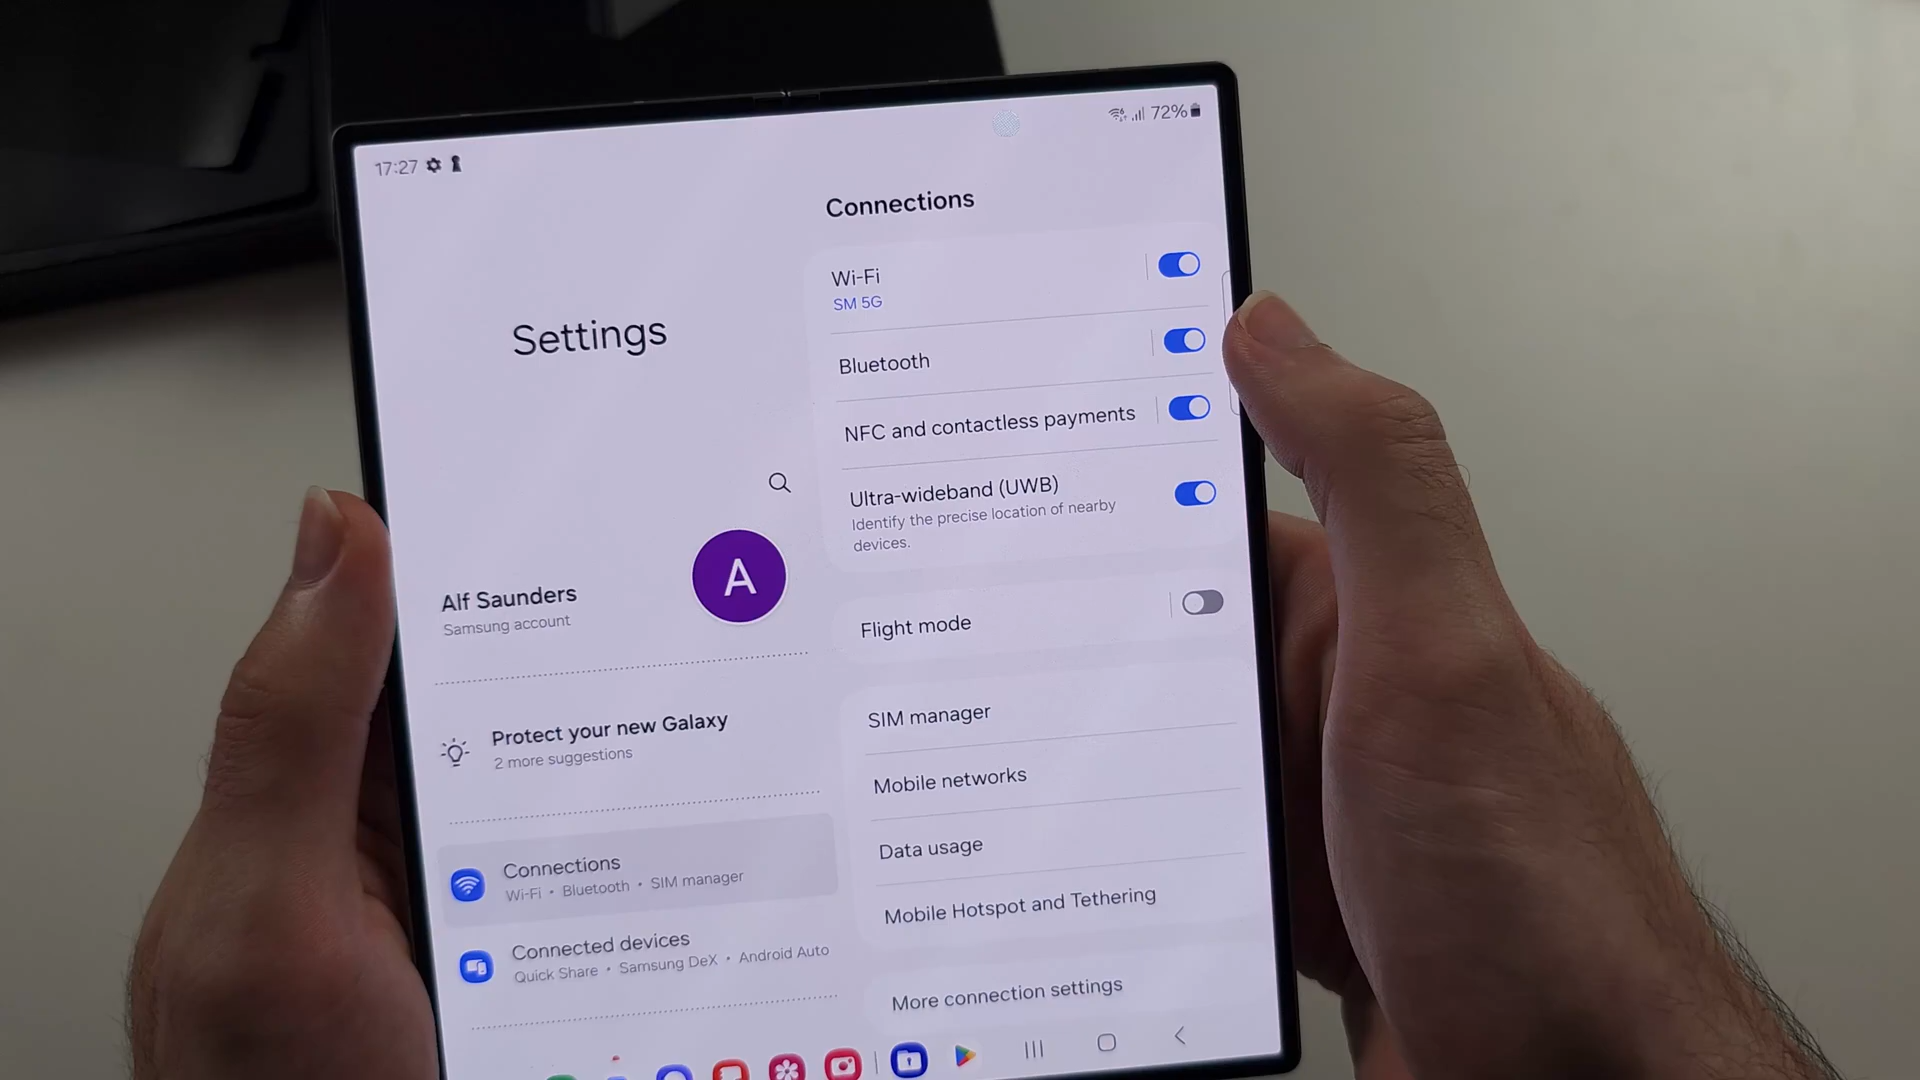 17:27
72%
Settings
Alf Saunders
Samsung account
A
Protect your new Galaxy
2 more suggestions
Connections
Wi-Fi • Bluetooth • SIM manager
Connected devices
Quick Share • Samsung DeX • Android Auto
Connections
Wi-Fi
SM 5G
Bluetooth
NFC and contactless payments
Ultra-wideband (UWB)
Identify the precise location of nearby
devices.
Flight mode
SIM manager
Mobile networks
Data usage
Mobile Hotspot and Tethering
More connection settings